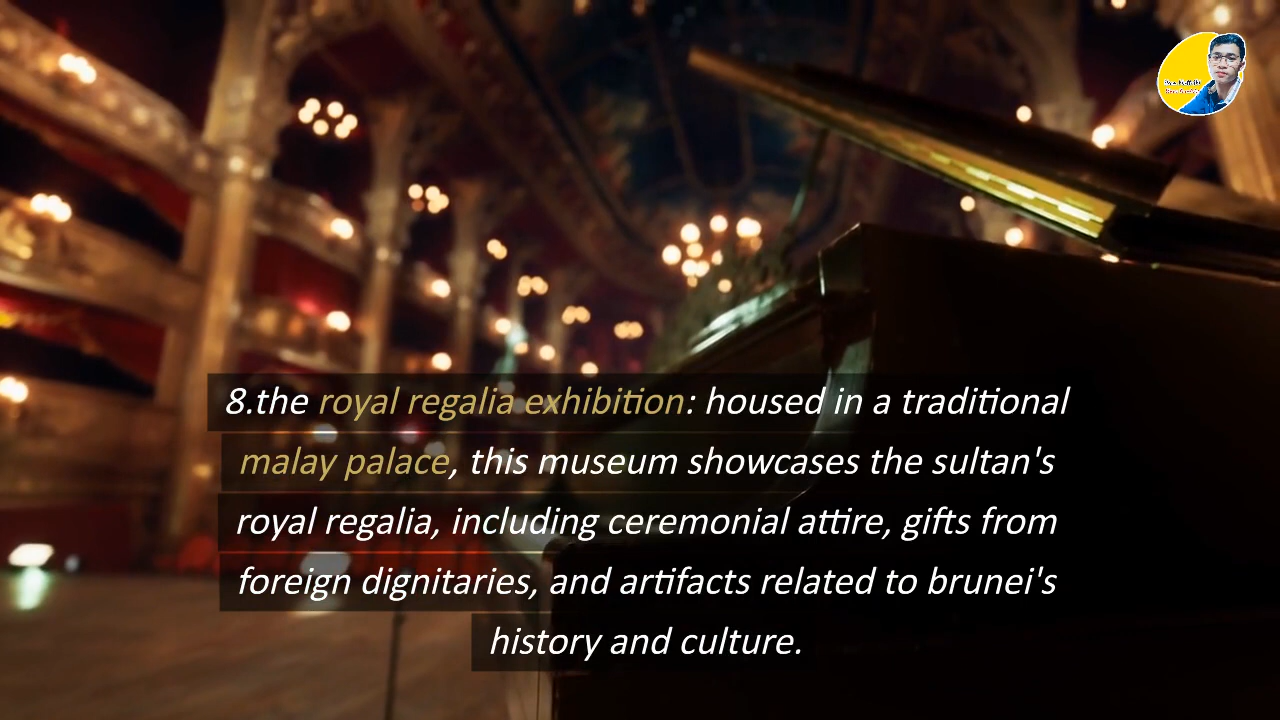 8.the royal regalia exhibition: housed in a traditional
malay palace, this museum showcases the sultan's
royal regalia, including ceremonial attire, gifts from
foreign dignitaries, and artifacts related to brunei's
history and culture.